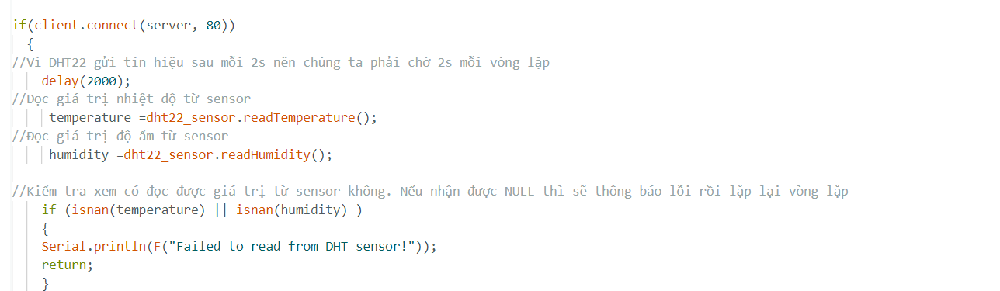 if(client.connect(server, 80))
{
//Vì DHT22 gửi tín hiệu sau mỗi 2s nên chúng ta phải chờ 2s mỗi vòng lặp
delay(2000);
//Đọc giá trị nhiệt độ từ sensor
temperature =dht22_sensor.readTemperature();
//Đọc giá trị độ ẩm từ sensor
humidity =dht22_sensor.readHumidity();
//Kiểm tra xem có đọc được giá trị từ sensor không. Nếu nhận được NULL thì sẽ thông báo lỗi rồi lặp lại vòng lặp
if (isnan(temperature) || isnan(humidity) )
{
Serial.println(F("Failed to read from DHT sensor!"));
return;
}